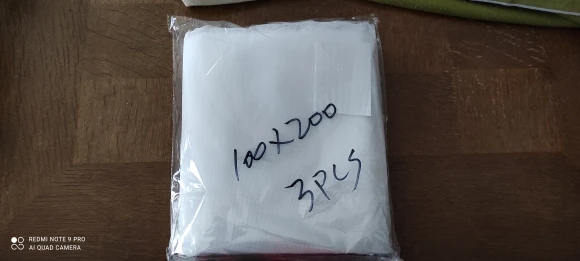 100X200
3PCS
REDMI NOTE 9 PRO
AI QUAD CAMERA